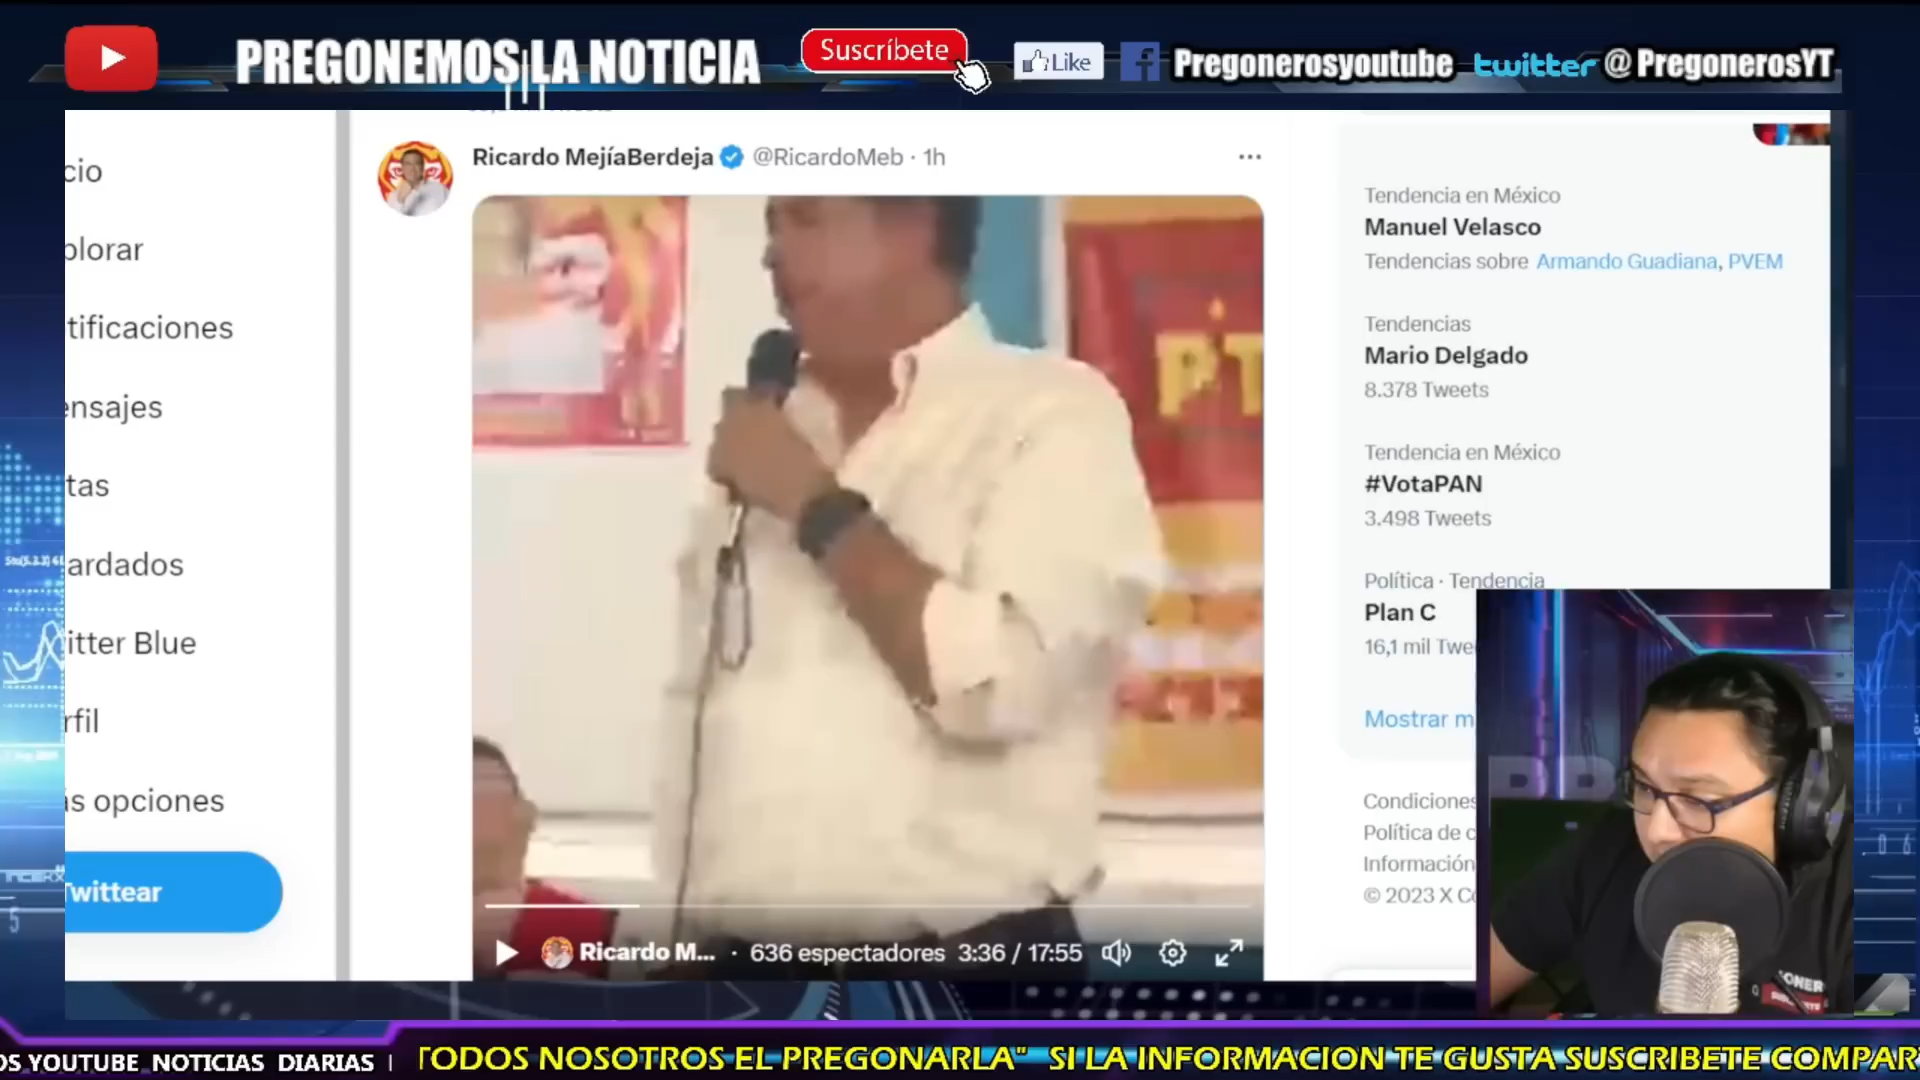 PREGONEMOS LA NOTICIA
Suscríbete
Like
Pregonerosyoutube
twitter @PregonerosYT
Ricardo MejíaBerdeja @RicardoMeb · 1h
PT
Ricardo M... · 636 espectadores 3:36 / 17:55
cio
plorar
tificaciones
ensajes
tas
ardados
itter Blue
rfil
ás opciones
Twittear
Tendencia en México
Manuel Velasco
Tendencias sobre Armando Guadiana, PVEM
Tendencias
Mario Delgado
8.378 Tweets
Tendencia en México
#VotaPAN
3.498 Tweets
Política · Tendencia
Plan C
16,1 mil Twe
Mostrar m
Condiciones
Política de c
Información
© 2023 X Co
OS YOUTUBE NOTICIAS DIARIAS |
TODOS NOSOTROS EL PREGONARLA" SI LA INFORMACION TE GUSTA SUSCRIBETE COMPAR